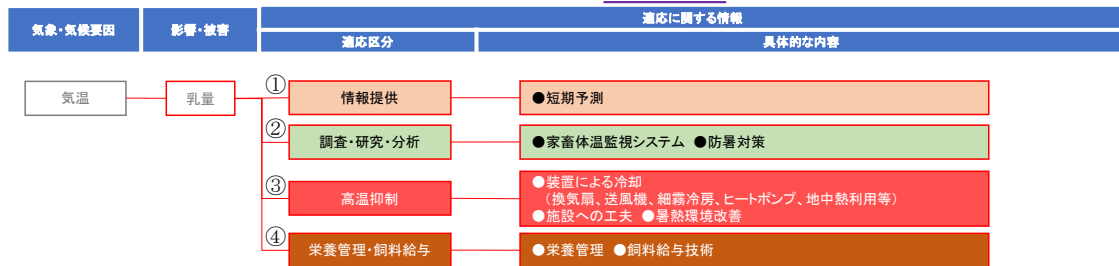 気象・気候要因
影響・被害
適応に関する情報
適応区分
具体的な内容
気温
乳量
①
情報提供
●短期予測
②
調査・研究・分析
●家畜体温監視システム ●防暑対策
③
高温抑制
●装置による冷却
(換気扇、送風機、細霧冷房、ヒートポンプ、地中熱利用等)
●施設への工夫 ●暑熱環境改善
④
栄養管理・飼料給与
●栄養管理 ●飼料給与技術